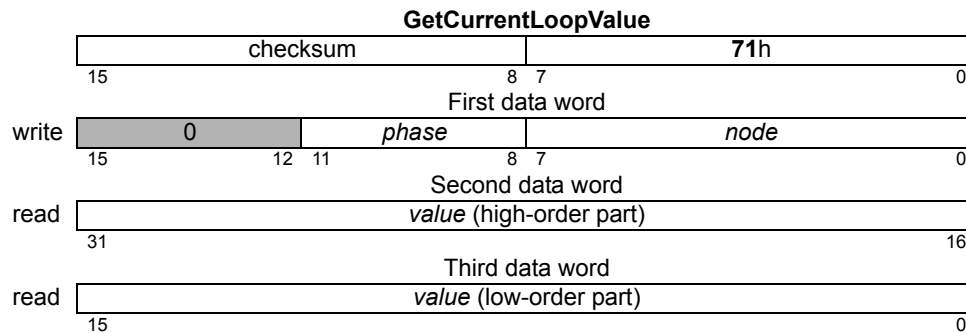 GetCurrentLoopValue
checksum 71h
15 8 7 0
First data word
write 0 phase node
15 12 11 8 7 0
Second data word
read value (high-order part)
31 16
Third data word
read value (low-order part)
15 0